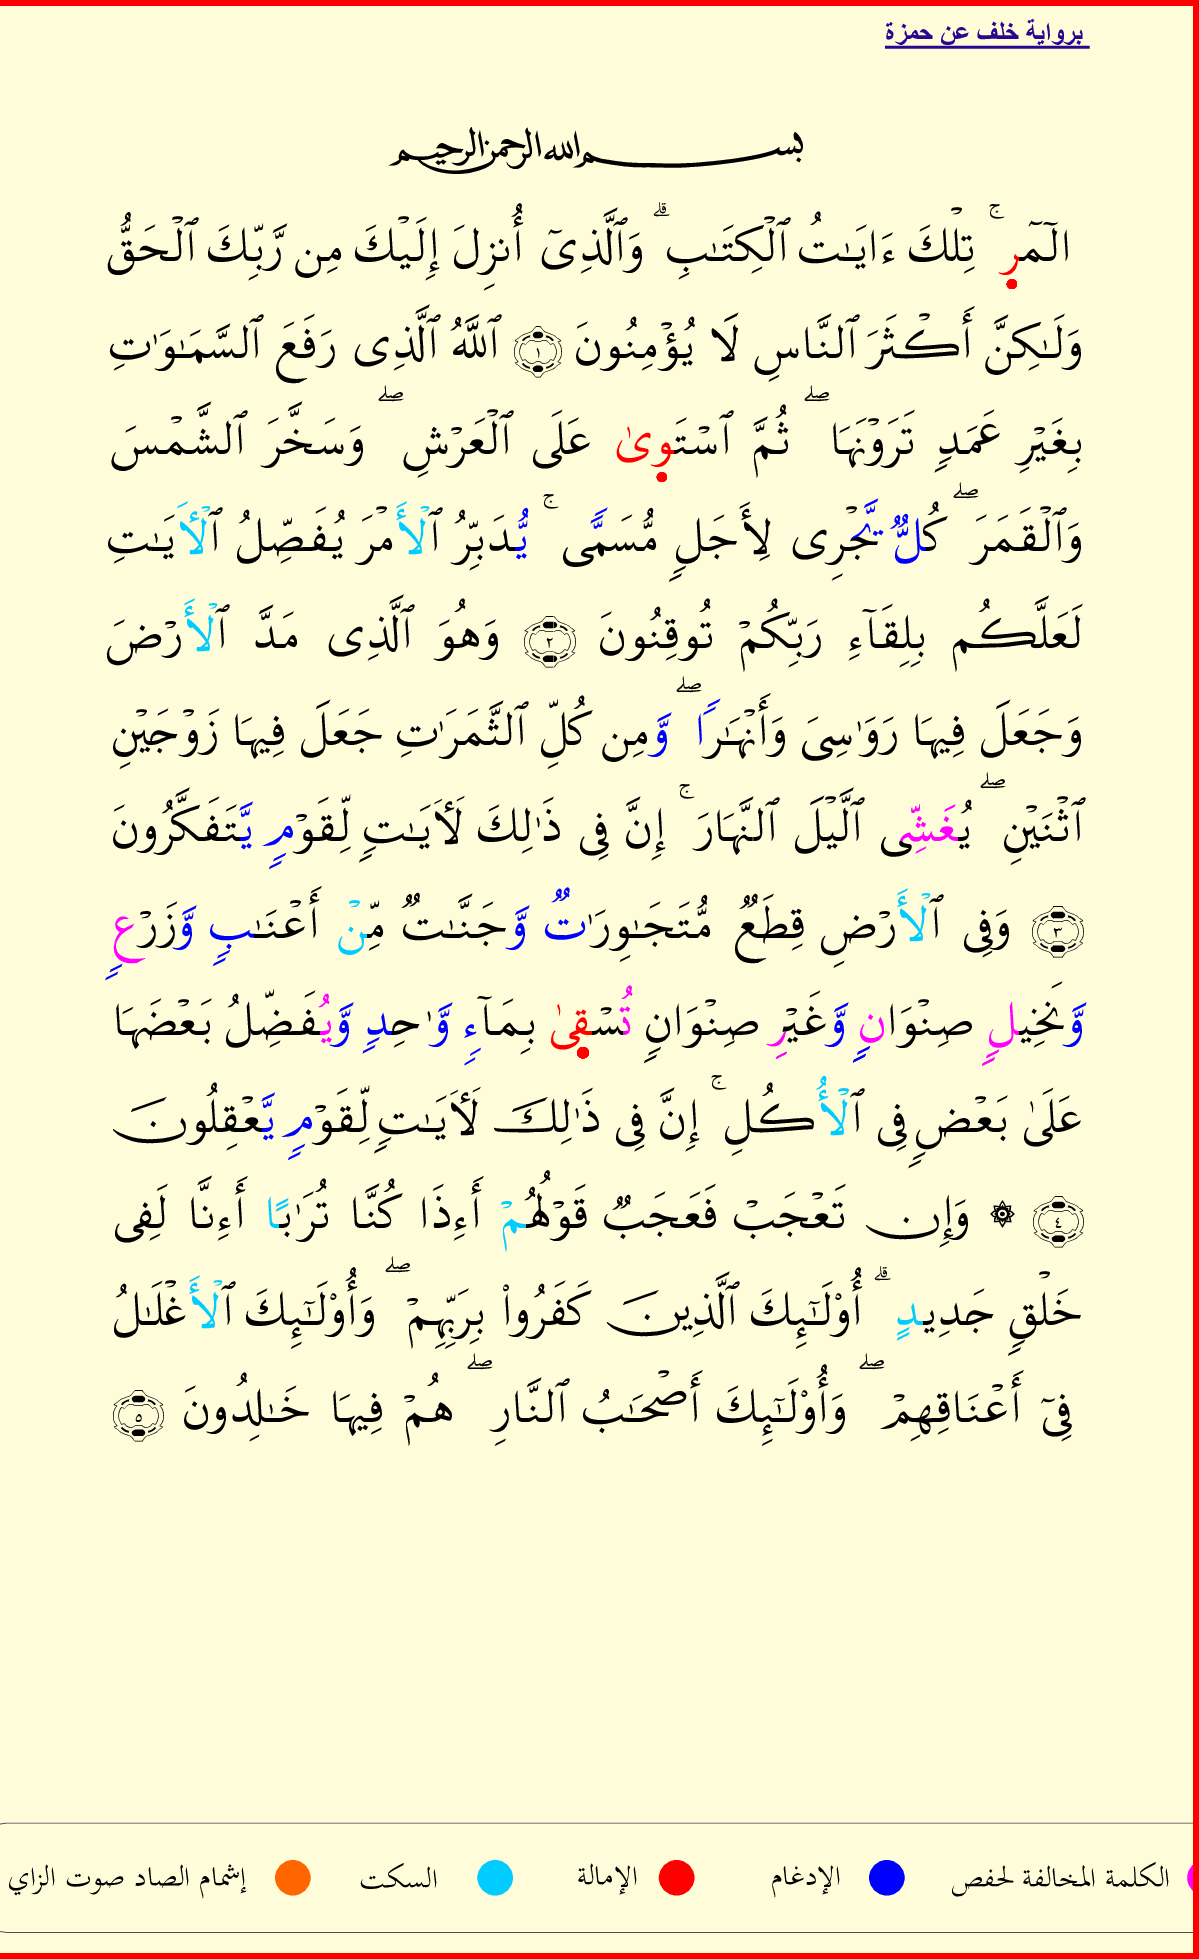 برواية خلف عن حمزة
بسم الله الرحمن الرحيم
الٓمٓرۚ تِلۡكَ ءَايَٰتُ ٱلۡكِتَٰبِۗ وَٱلَّذِيٓ أُنزِلَ إِلَيۡكَ مِن رَّبِّكَ ٱلۡحَقُّ
وَلَٰكِنَّ أَكۡثَرَ ٱلنَّاسِ لَا يُؤۡمِنُونَ ١ ٱللَّهُ ٱلَّذِي رَفَعَ ٱلسَّمَٰوَٰتِ
بِغَيۡرِ عَمَدٖ تَرَوۡنَهَاۖ ثُمَّ ٱسۡتَوِىٰ عَلَى ٱلۡعَرۡشِۖ وَسَخَّرَ ٱلشَّمۡسَ
وَٱلۡقَمَرَۖ كُلّٞ يَّجۡرِي لِأَجَلٖ مُّسَمّٗىۚ يُّدَبِّرُ ٱلۡأَمۡرَ يُفَصِّلُ ٱلۡأٓيَٰتِ
لَعَلَّكُم بِلِقَآءِ رَبِّكُمۡ تُوقِنُونَ ٢ وَهُوَ ٱلَّذِي مَدَّ ٱلۡأَرۡضَ
وَجَعَلَ فِيهَا رَوَٰسِيَ وَأَنۡهَٰرٗاۖ وَّمِن كُلِّ ٱلثَّمَرَٰتِ جَعَلَ فِيهَا زَوۡجَيۡنِ
ٱثۡنَيۡنِۖ يُغَشِّي ٱلَّيۡلَ ٱلنَّهَارَۚ إِنَّ فِي ذَٰلِكَ لَأٓيَٰتٖ لِّقَوۡمٖ يَّتَفَكَّرُونَ
٣ وَفِي ٱلۡأَرۡضِ قِطَعٞ مُّتَجَٰوِرَٰتٞ وَّجَنَّٰتٞ مِّنۡ أَعۡنَٰبٖ وَّزَرۡعٖ
وَّنَخِيلٖ صِنۡوَانٖ وَّغَيۡرِ صِنۡوَانٖ تُسۡقِىٰ بِمَآءٖ وَّٰحِدٖ وَّيُفَضِّلُ بَعۡضَهَا
عَلَىٰ بَعۡضٖ فِي ٱلۡأُكُلِۚ إِنَّ فِي ذَٰلِكَ لَأٓيَٰتٖ لِّقَوۡمٖ يَّعۡقِلُونَ
٤ ۞ وَإِن تَعۡجَبۡ فَعَجَبٞ قَوۡلُهُمۡ أَءِذَا كُنَّا تُرَٰبًا أَءِنَّا لَفِي
خَلۡقٖ جَدِيدٍۗ أُوْلَٰٓئِكَ ٱلَّذِينَ كَفَرُواْ بِرَبِّهِمۡۖ وَأُوْلَٰٓئِكَ ٱلۡأَغۡلَٰلُ
فِيٓ أَعۡنَاقِهِمۡۖ وَأُوْلَٰٓئِكَ أَصۡحَٰبُ ٱلنَّارِۖ هُمۡ فِيهَا خَٰلِدُونَ ٥
الكلمة المخالفة لحفص الإدغام الإمالة السكت إشمام الصاد صوت الزاي